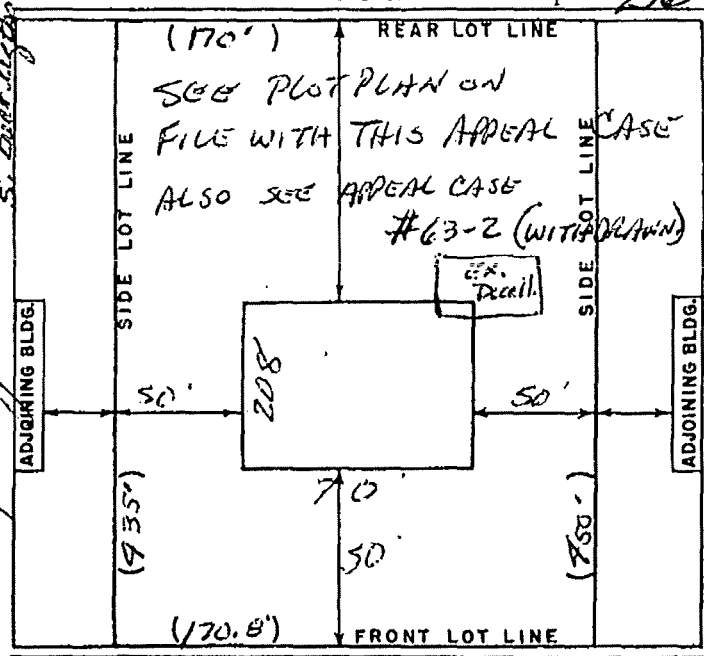 (170')
REAR LOT LINE
SEE PLOT PLAN ON
FILE WITH THIS APPEAL CASE
ALSO SEE APPEAL CASE
#63-2 (WITHDRAWN)
SIDE LOT LINE
SIDE LOT LINE
EX.
Dwell.
ADJOINING BLDG.
ADJOINING BLDG.
50'
208
50'
70'
(435')
50'
(450')
(170.8')
FRONT LOT LINE